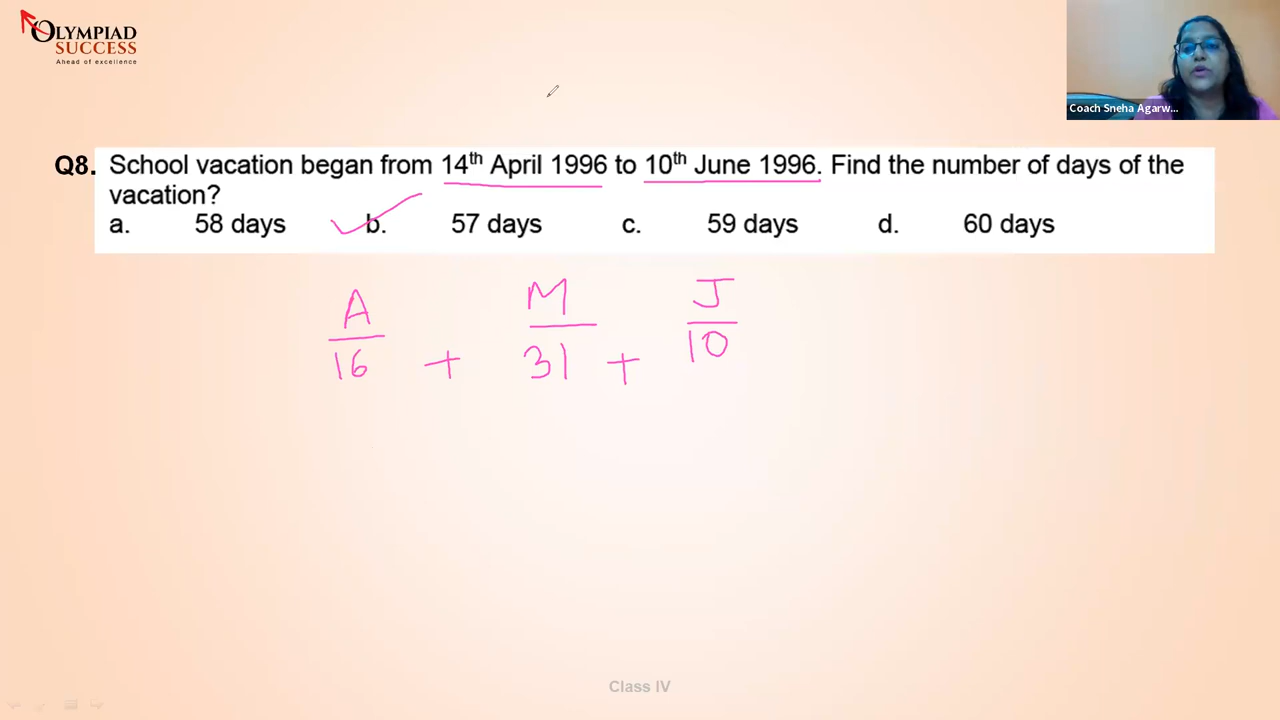 OLYMPIAD
SUCCESS
Ahead of excellence
Coach Sneha Agarw...
Q8. School vacation began from 14th April 1996 to 10th June 1996. Find the number of days of the
vacation?
a. 58 days b. 57 days c. 59 days d. 60 days
A M J
16 + 31 + 10
Class IV